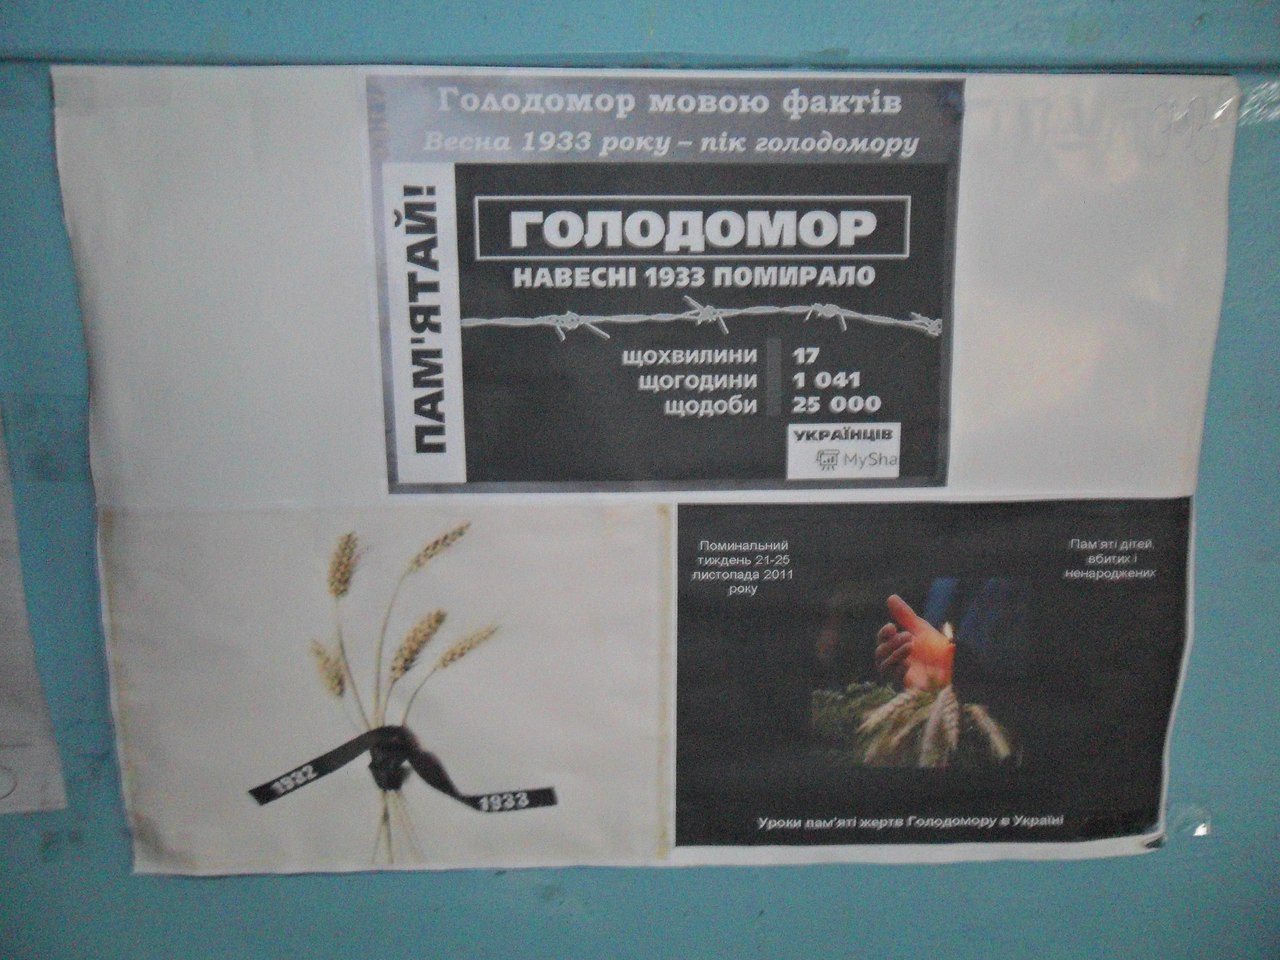 Голодомор мовою фактів
Весна 1933 року – пік голодомору
ПАМ'ЯТАЙ!
ГОЛОДОМОР
НАВЕСНІ 1933 ПОМИРАЛО
ЩОХВИЛИНИ 17
ЩОГОДИНИ 1 041
ЩОДОБИ 25 000
УКРАЇНЦІВ
MySha
1932
1933
Поминальний
тиждень 21-25
листопада 2011
року
Пам'яті дітей,
вбитих і
ненароджених
Уроки пам'яті жертв Голодомору в Україні